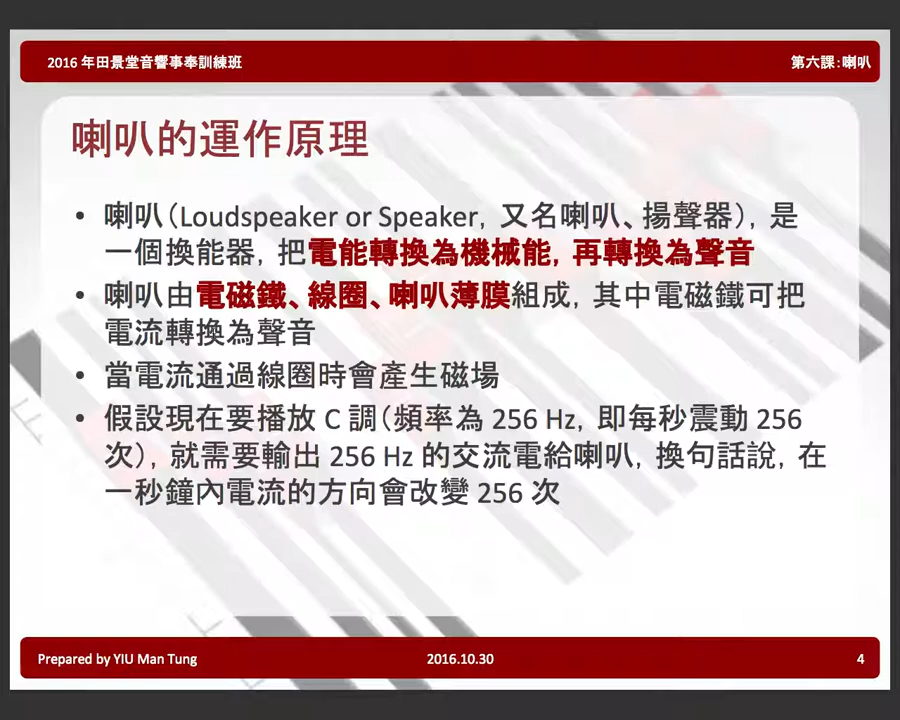 2016 年田景堂音響事奉訓練班
第六課：喇叭
喇叭的運作原理
• 喇叭（Loudspeaker or Speaker，又名喇叭、揚聲器），是
一個換能器，把電能轉換為機械能，再轉換為聲音
• 喇叭由電磁鐵、線圈、喇叭薄膜組成，其中電磁鐵可把
電流轉換為聲音
• 當電流通過線圈時會產生磁場
• 假設現在要播放 C 調（頻率為 256 Hz，即每秒震動 256
次），就需要輸出 256 Hz 的交流電給喇叭，換句話說，在
一秒鐘內電流的方向會改變 256 次
Prepared by YIU Man Tung
2016.10.30
4